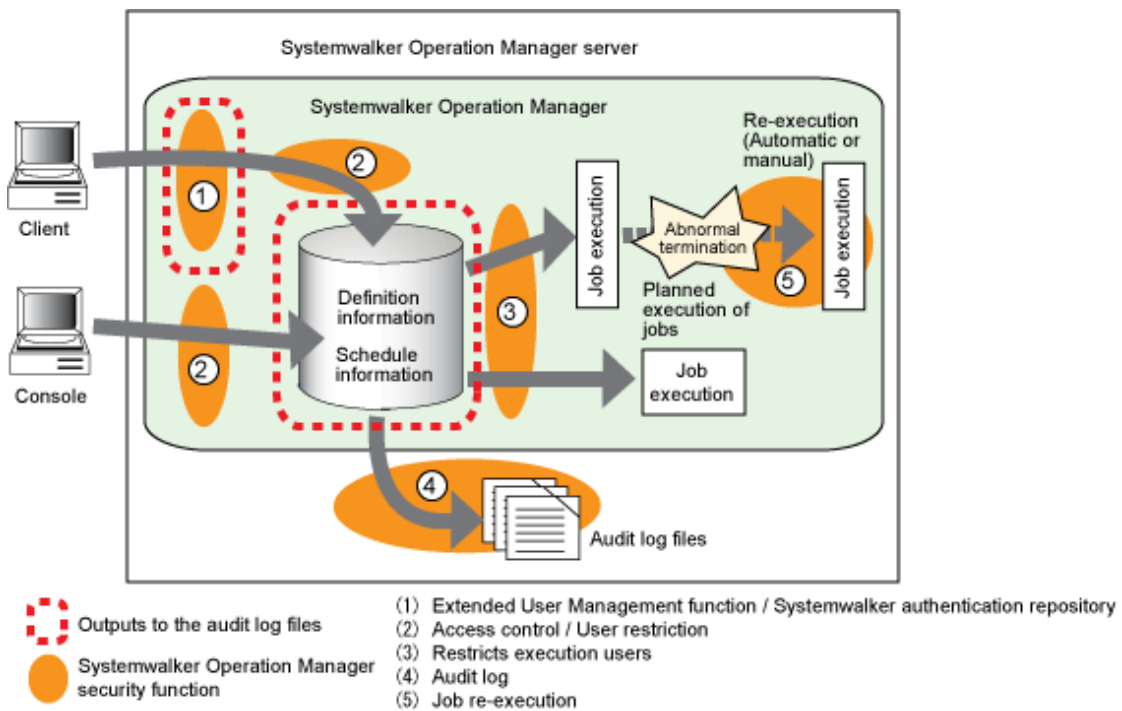 Systemwalker Operation Manager server
Systemwalker Operation Manager
Re-execution
(Automatic or
manual)
Client
1
2
Job execution
Abnormal
termination
Job execution
5
Definition
information
Schedule
information
3
Planned
execution of
jobs
Console
2
Job
execution
4
Audit log files
Outputs to the audit log files
Systemwalker Operation Manager
security function
(1) Extended User Management function / Systemwalker authentication repository
(2) Access control / User restriction
(3) Restricts execution users
(4) Audit log
(5) Job re-execution